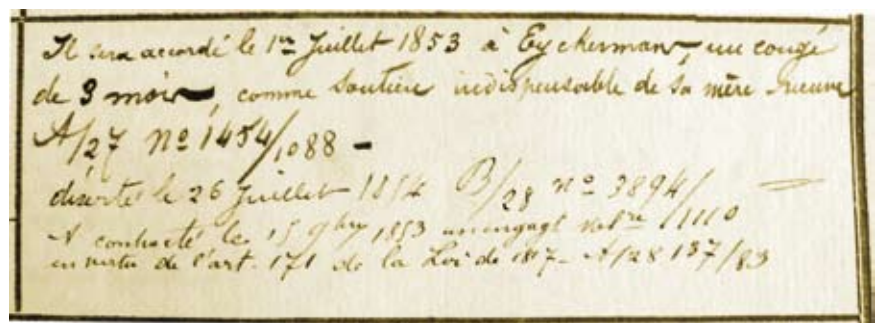 Il sera accordé le 1er Juillet 1853 à Eyckerman, un congé
de 3 mois, comme soutien indispensable de sa mère veuve
A/27 nº 1454/1088 -
déserté le 26 Juillet 1854 B/28 nº 3894/
A contracté le 15 9bre 1853 un engagt volre /1110
en vertu de l'art. 171 de la Loi de 1817 - A/28 137/83